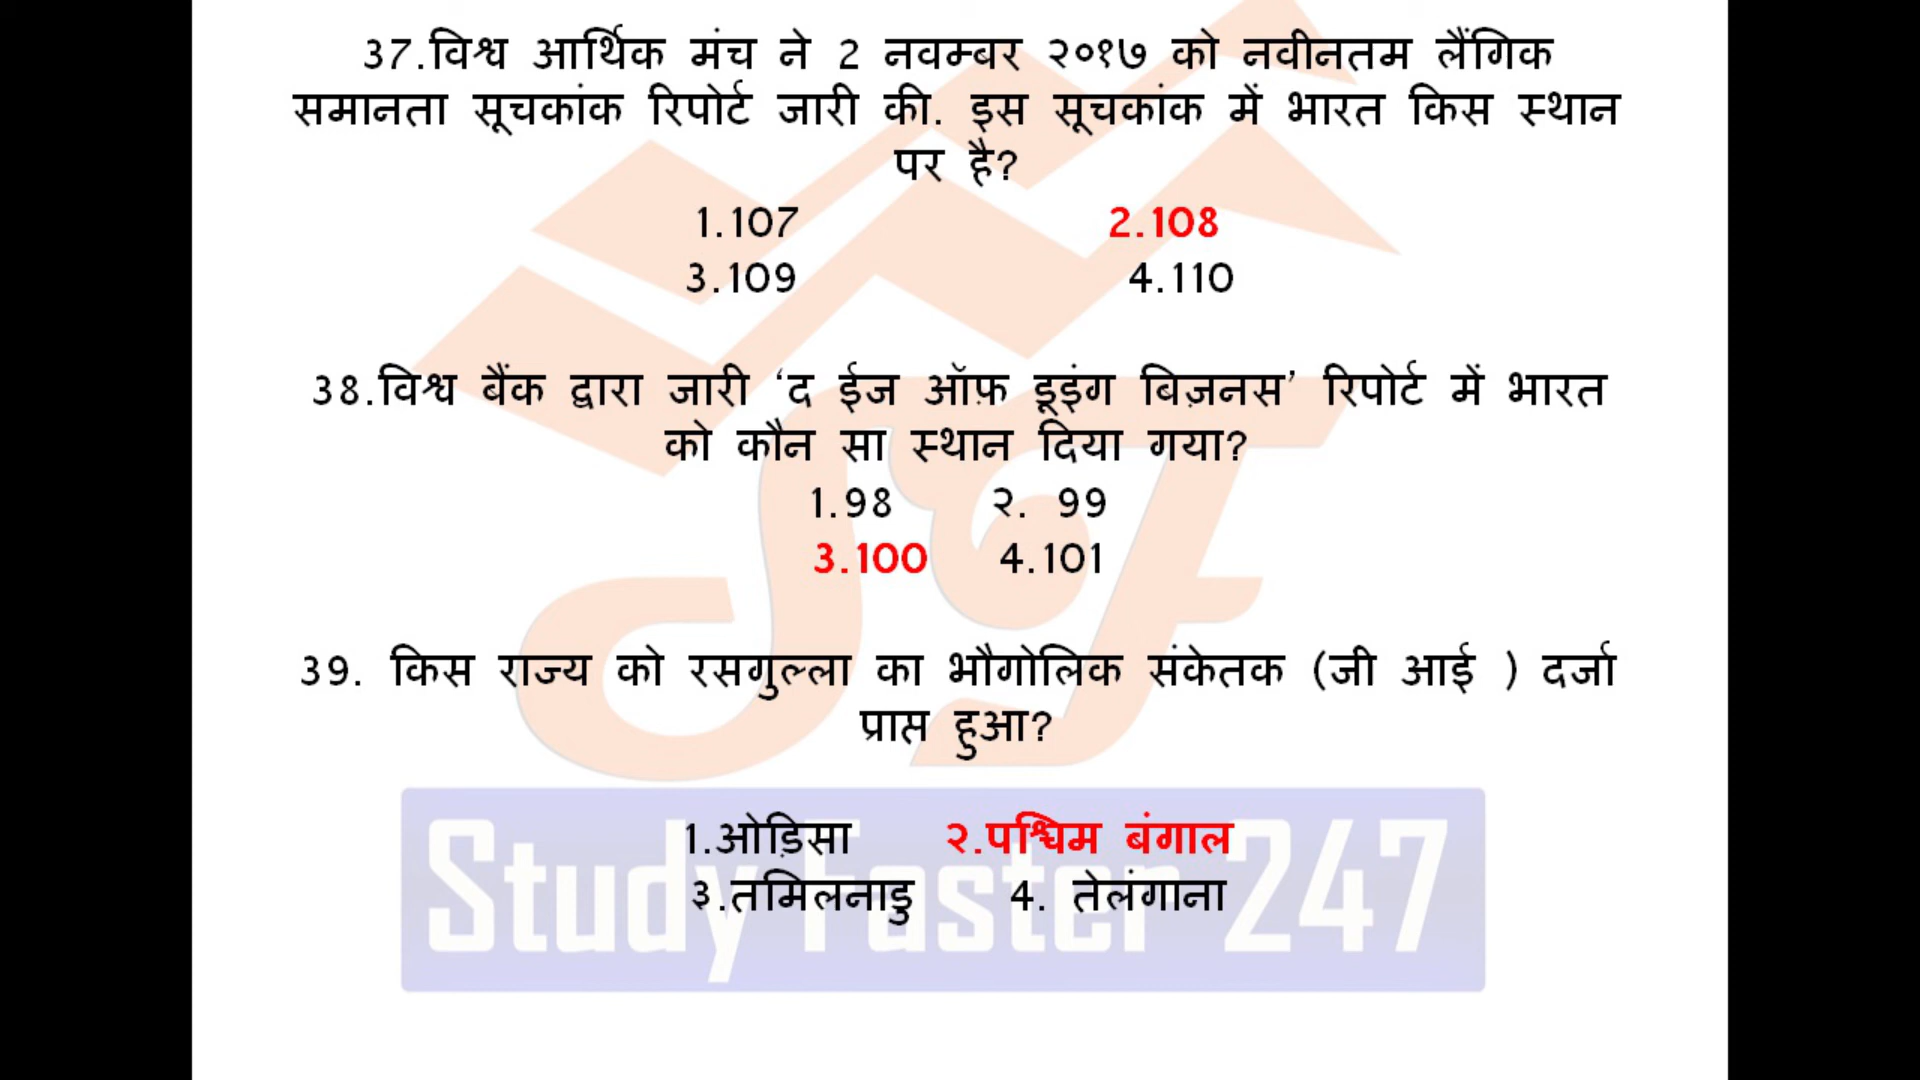 37.विश्व आर्थिक मंच ने 2 नवम्बर २०१७ को नवीनतम लैंगिक
समानता सूचकांक रिपोर्ट जारी की. इस सूचकांक में भारत किस स्थान
पर है?
1.107 2.108
3.109 4.110
38.विश्व बैंक द्वारा जारी ‘द ईज ऑफ़ डूइंग बिज़नस’ रिपोर्ट में भारत
को कौन सा स्थान दिया गया?
1.98 २. 99
3.100 4.101
39. किस राज्य को रसगुल्ला का भौगोलिक संकेतक (जी आई ) दर्जा
प्राप्त हुआ?
1.ओड़िसा २.पश्चिम बंगाल
३.तमिलनाडु 4. तेलंगाना
Study Faster 247